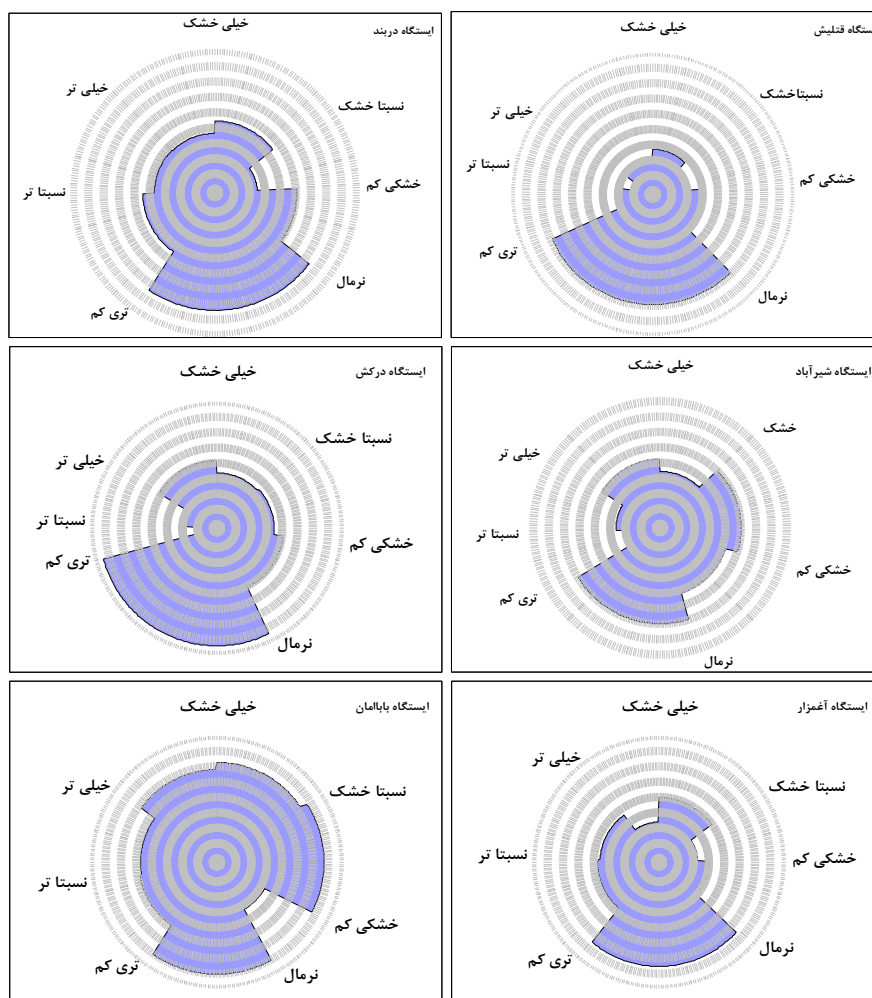 ایستگاه دربند
خیلی خشک
نسبتا خشک
خشکی کم
نرمال
تری کم
نسبتا تر
خیلی تر
ستگاه قتلیش
خیلی خشک
نسبتاخشک
خشکی کم
نرمال
تری کم
نسبتا تر
خیلی تر
ایستگاه درکش
خیلی خشک
نسبتا خشک
خشکی کم
نرمال
تری کم
نسبتا تر
خیلی تر
ایستگاه شیرآباد
خیلی خشک
خشک
خشکی کم
نرمال
تری کم
نسبتا تر
خیلی تر
ایستگاه باباامان
خیلی خشک
نسبتا خشک
خشکی کم
نرمال
تری کم
نسبتا تر
خیلی تر
ایستگاه آغمزار
خیلی خشک
نسبتا خشک
خشکی کم
نرمال
تری کم
نسبتا تر
خیلی تر